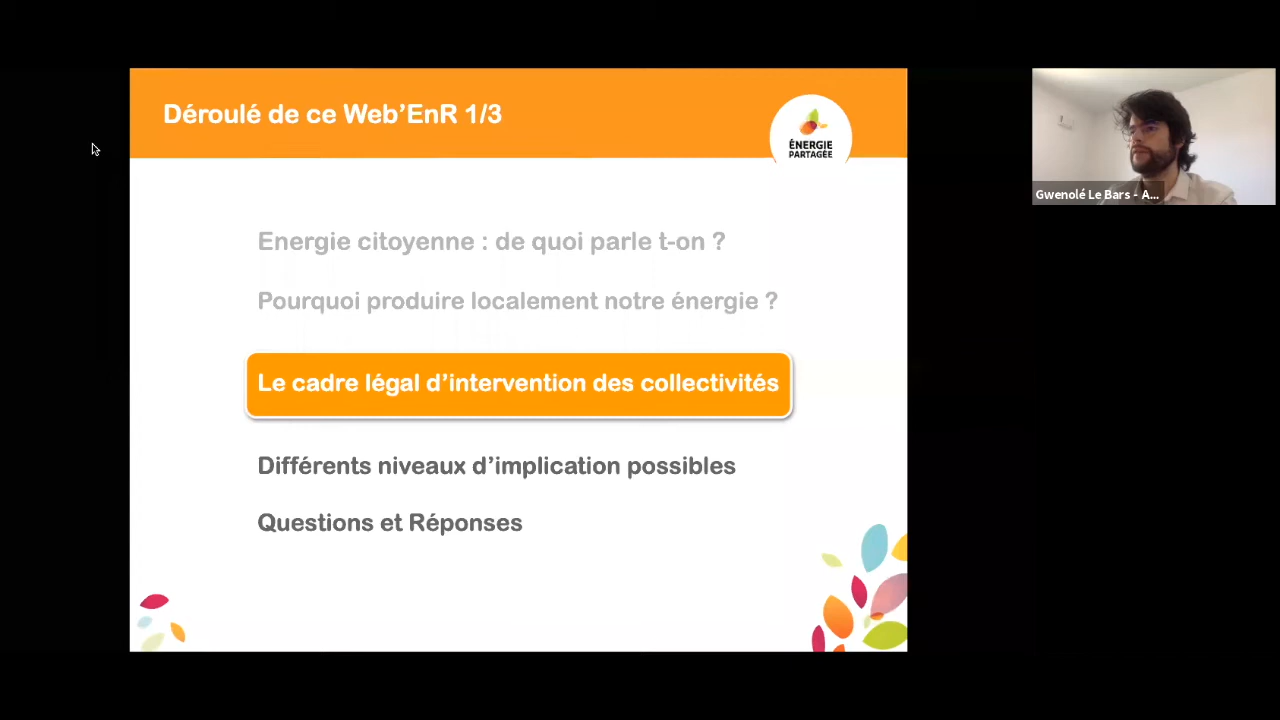 Déroulé de ce Web'EnR 1/3
ÉNERGIE
PARTAGÉE
Energie citoyenne : de quoi parle t-on ?
Pourquoi produire localement notre énergie ?
Le cadre légal d'intervention des collectivités
Différents niveaux d'implication possibles
Questions et Réponses
Gwenolé Le Bars - A...